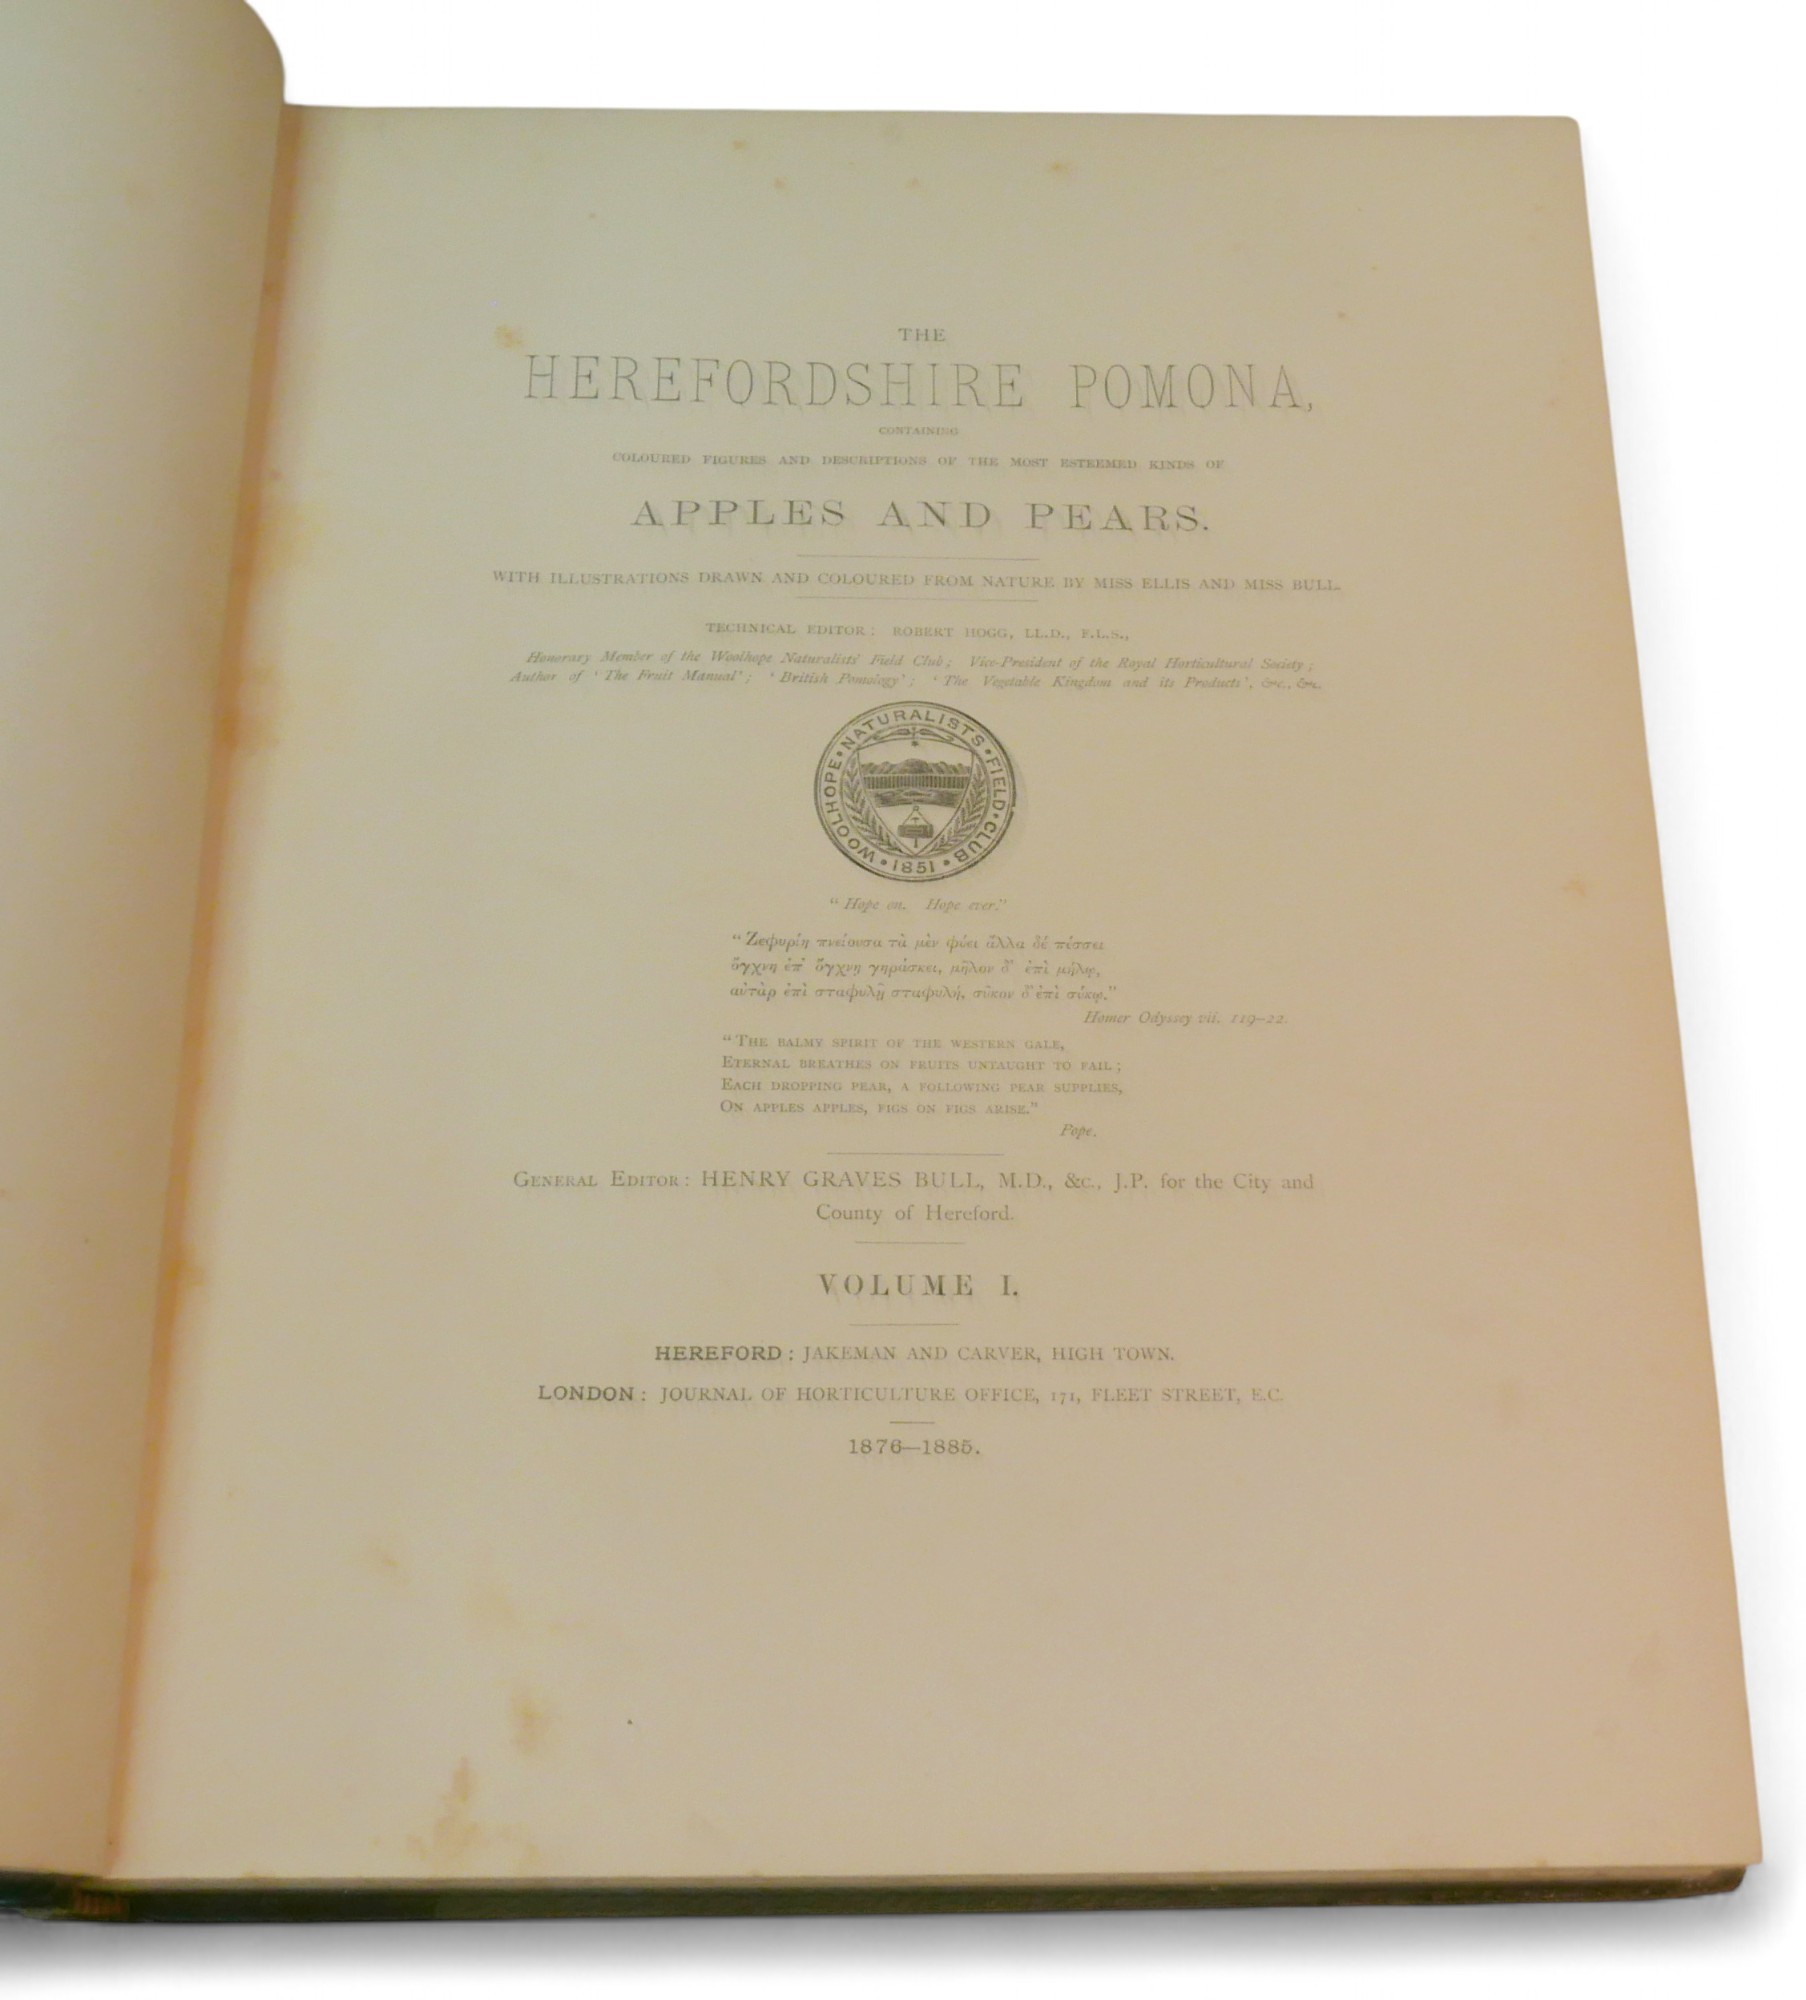 THE
HEREFORDSHIRE POMONA,
CONTAINING
COLOURED FIGURES AND DESCRIPTIONS OF THE MOST ESTEEMED KINDS OF
APPLES AND PEARS.
WITH ILLUSTRATIONS DRAWN AND COLOURED FROM NATURE BY MISS ELLIS AND MISS BULL.
TECHNICAL EDITOR: ROBERT HOGG, LL.D., F.L.S.,
Honorary Member of the Woolhope Naturalists' Field Club; Vice-President of the Royal Horticultural Society;
Author of 'The Fruit Manual'; 'British Pomology'; 'The Vegetable Kingdom and its Products', &c., &c.
WOOLHOPE • NATURALISTS • FIELD • CLUB • 1851 •
"Hope on. Hope ever."
"Ζεφυρίη πνείουσα τὰ μὲν φύει ἄλλα δέ πέσσει
ὄγχνη ἐπ' ὄγχνῃ γηράσκει, μῆλον δ' ἐπὶ μήλῳ,
αὐτὰρ ἐπὶ σταφυλῇ σταφυλή, σῦκον δ' ἐπὶ σύκῳ."
Homer Odyssey vii. 119–22.
"THE BALMY SPIRIT OF THE WESTERN GALE,
ETERNAL BREATHES ON FRUITS UNTAUGHT TO FAIL;
EACH DROPPING PEAR, A FOLLOWING PEAR SUPPLIES,
ON APPLES APPLES, FIGS ON FIGS ARISE."
Pope.
GENERAL EDITOR: HENRY GRAVES BULL, M.D., &c., J.P. for the City and
County of Hereford.
VOLUME I.
HEREFORD: JAKEMAN AND CARVER, HIGH TOWN.
LONDON: JOURNAL OF HORTICULTURE OFFICE, 171, FLEET STREET, E.C.
1876—1885.